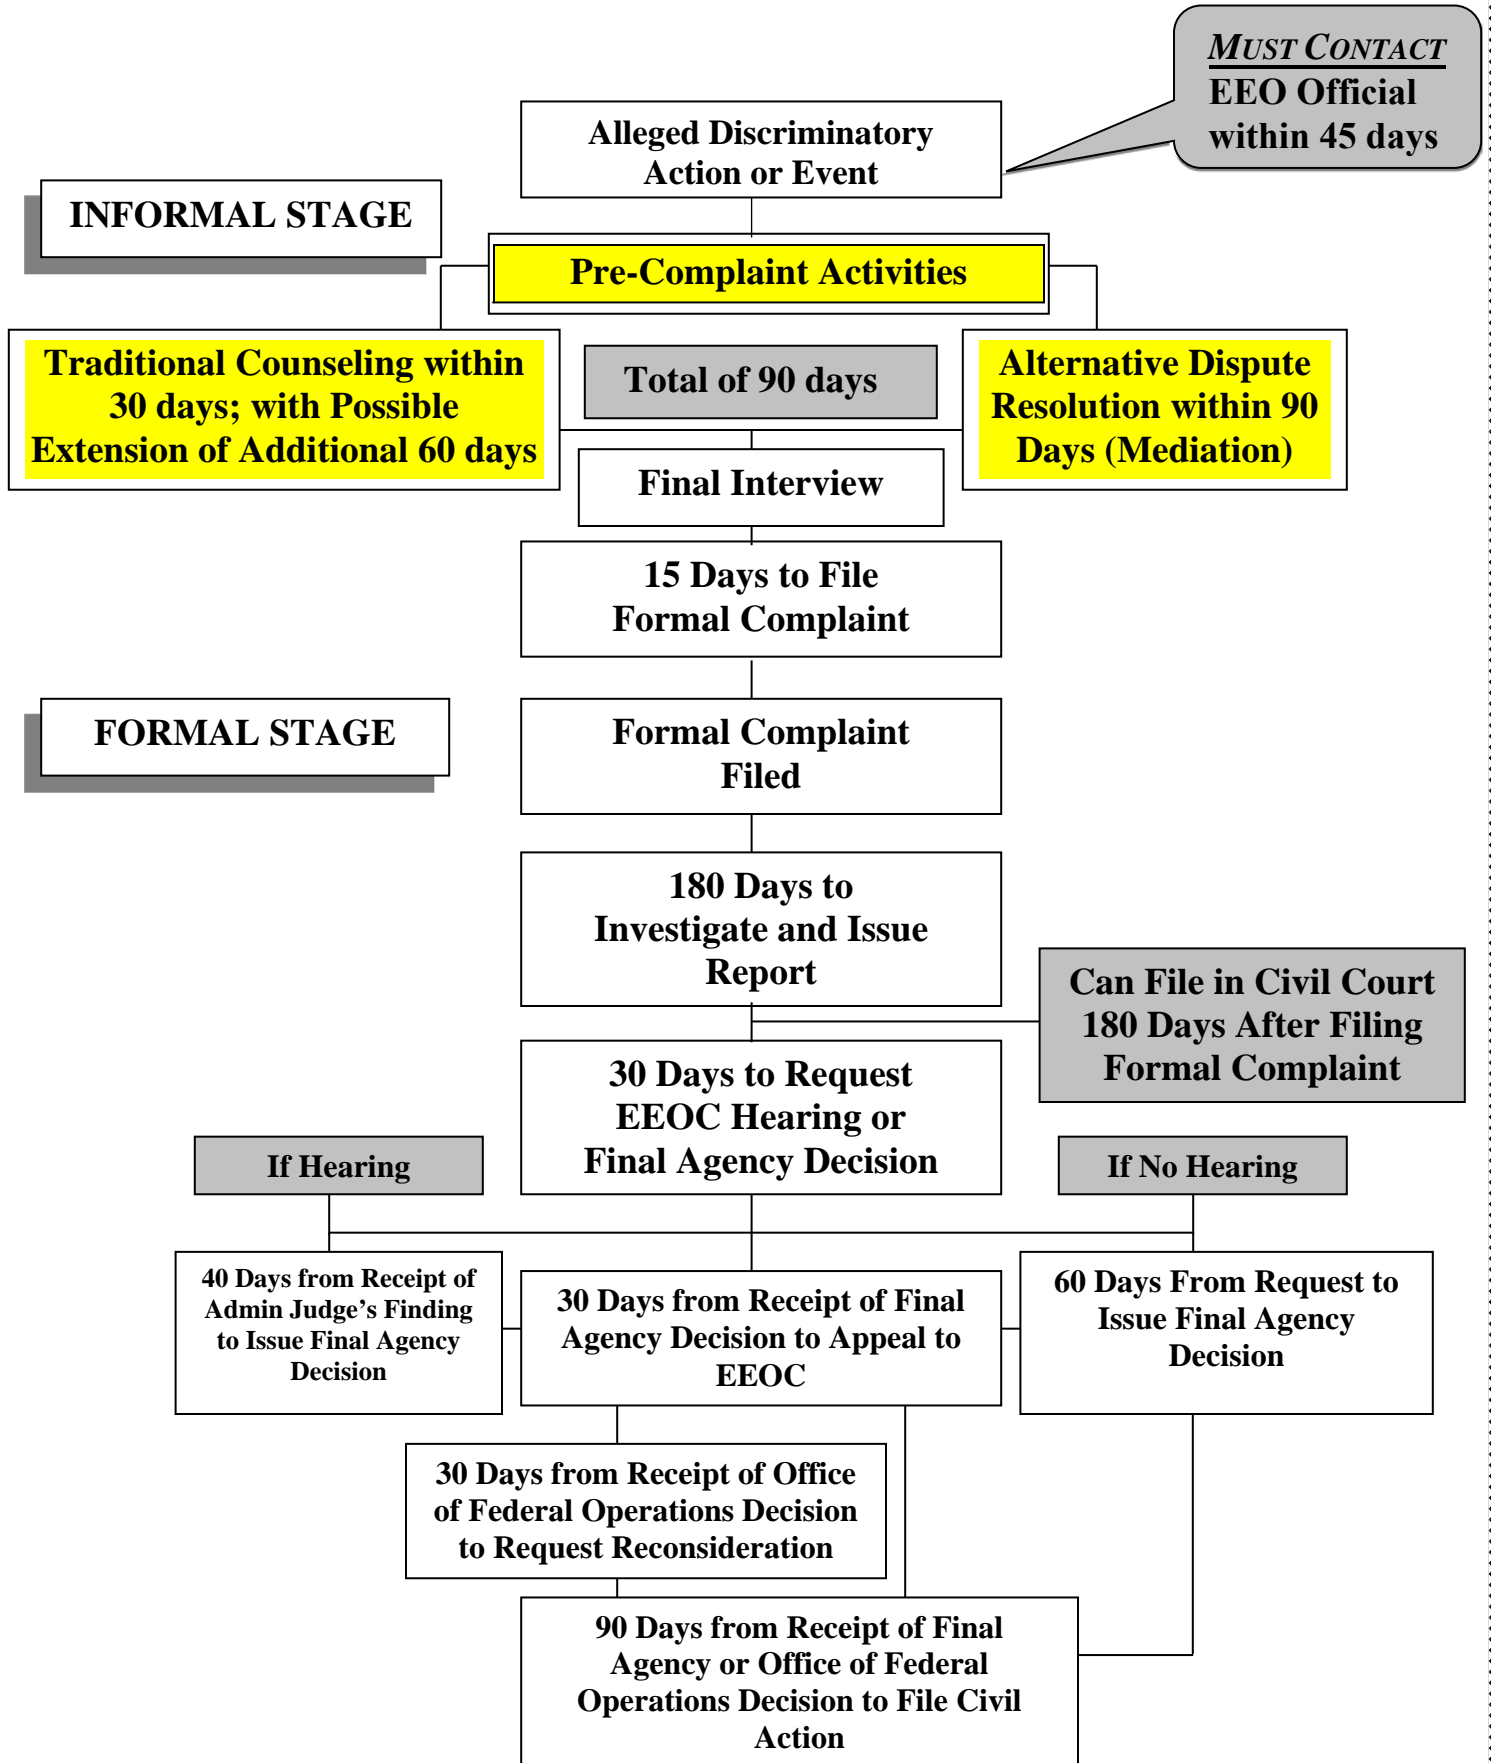 MUST CONTACT
EEO Official
within 45 days
Alleged Discriminatory
Action or Event
INFORMAL STAGE
Pre-Complaint Activities
Traditional Counseling within
30 days; with Possible
Extension of Additional 60 days
Total of 90 days
Alternative Dispute
Resolution within 90
Days (Mediation)
Final Interview
15 Days to File
Formal Complaint
FORMAL STAGE
Formal Complaint
Filed
180 Days to
Investigate and Issue
Report
Can File in Civil Court
180 Days After Filing
Formal Complaint
30 Days to Request
EEOC Hearing or
Final Agency Decision
If Hearing
If No Hearing
40 Days from Receipt of
Admin Judge's Finding
to Issue Final Agency
Decision
30 Days from Receipt of Final
Agency Decision to Appeal to
EEOC
60 Days From Request to
Issue Final Agency
Decision
30 Days from Receipt of Office
of Federal Operations Decision
to Request Reconsideration
90 Days from Receipt of Final
Agency or Office of Federal
Operations Decision to File Civil
Action